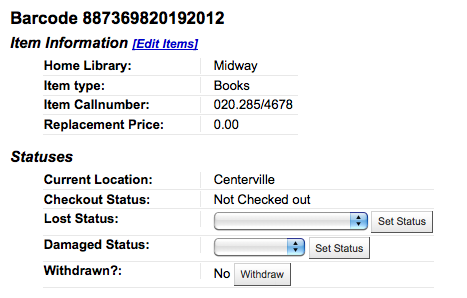 Barcode 887369820192012
Item Information [Edit Items]
Home Library: Midway
Item type: Books
Item Callnumber: 020.285/4678
Replacement Price: 0.00
Statuses
Current Location: Centerville
Checkout Status: Not Checked out
Lost Status: Set Status
Damaged Status: Set Status
Withdrawn?: No Withdraw